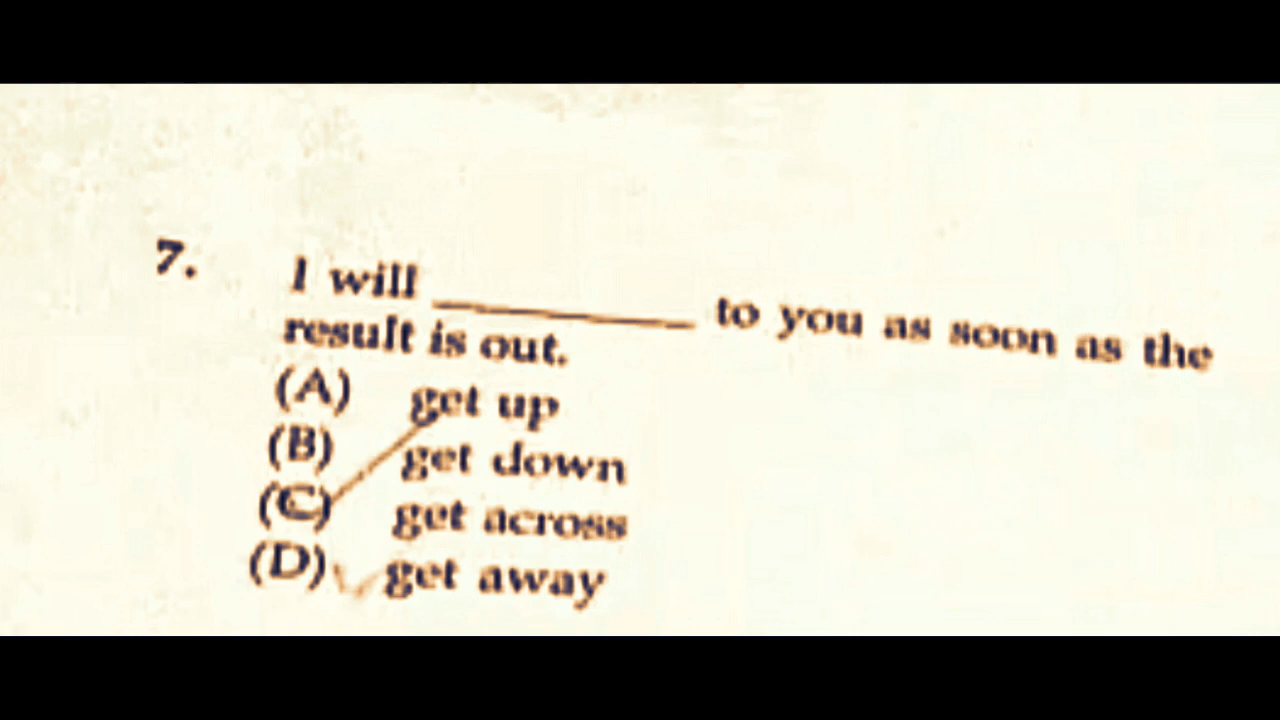 7. I will __________ to you as soon as the
result is out.
(A) get up
(B) get down
(C) get across
(D) get away